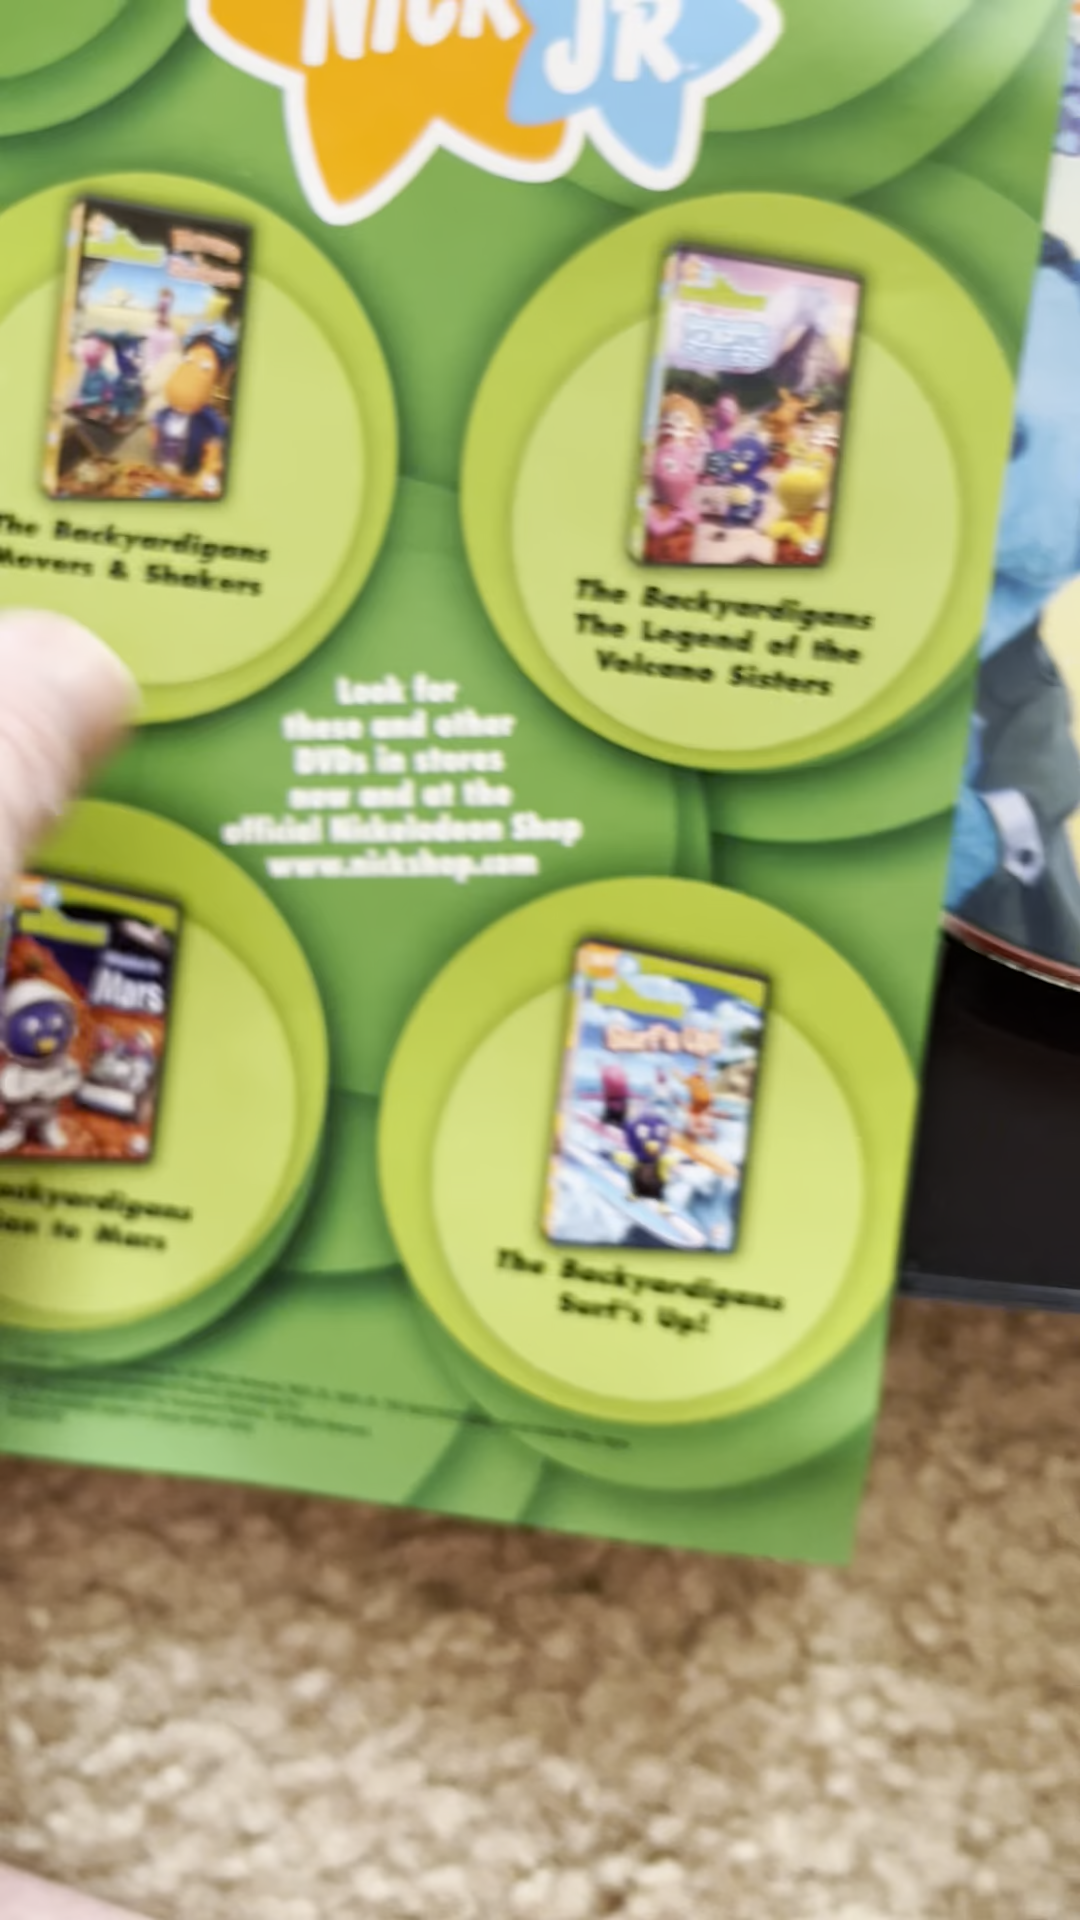 NICK JR
The Backyardigans
Movers & Shakers
The Backyardigans
The Legend of the
Volcano Sisters
Look for
these and other
DVDs in stores
now and at the
official Nickelodeon Shop
www.nickshop.com
Mars
ackyardigans
ion to Mars
Surf's Up!
The Backyardigans
Surf's Up!